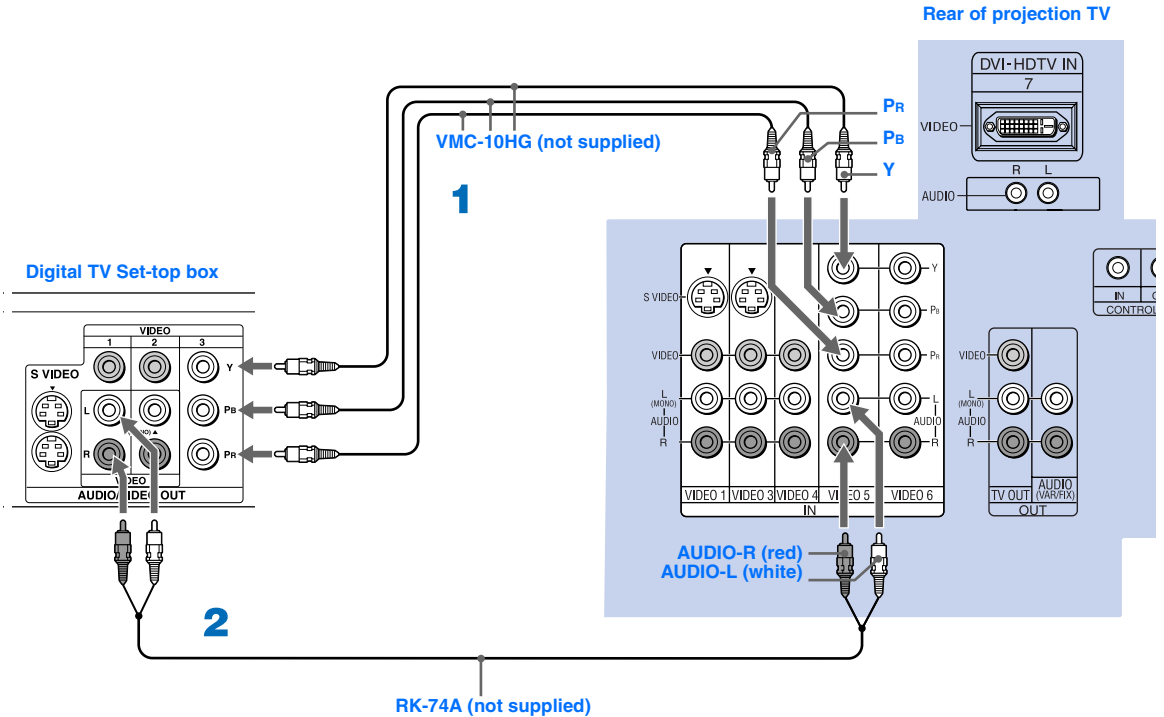 Rear of projection TV
DVI-HDTV IN
7
VIDEO
R L
AUDIO
PR
PB
Y
VMC-10HG (not supplied)
1
Digital TV Set-top box
VIDEO
1 2 3
S VIDEO
Y
L
PB
R
PR
AUDIO/VIDEO OUT
S VIDEO
Y
PB
VIDEO
PR
L
(MONO)
AUDIO
R
L
AUDIO
R
VIDEO 1 VIDEO 3 VIDEO 4 VIDEO 5 VIDEO 6
IN
IN
CONTROL
VIDEO
L
(MONO)
AUDIO
R
TV OUT
AUDIO
(VAR/FIX)
OUT
AUDIO-R (red)
AUDIO-L (white)
2
RK-74A (not supplied)